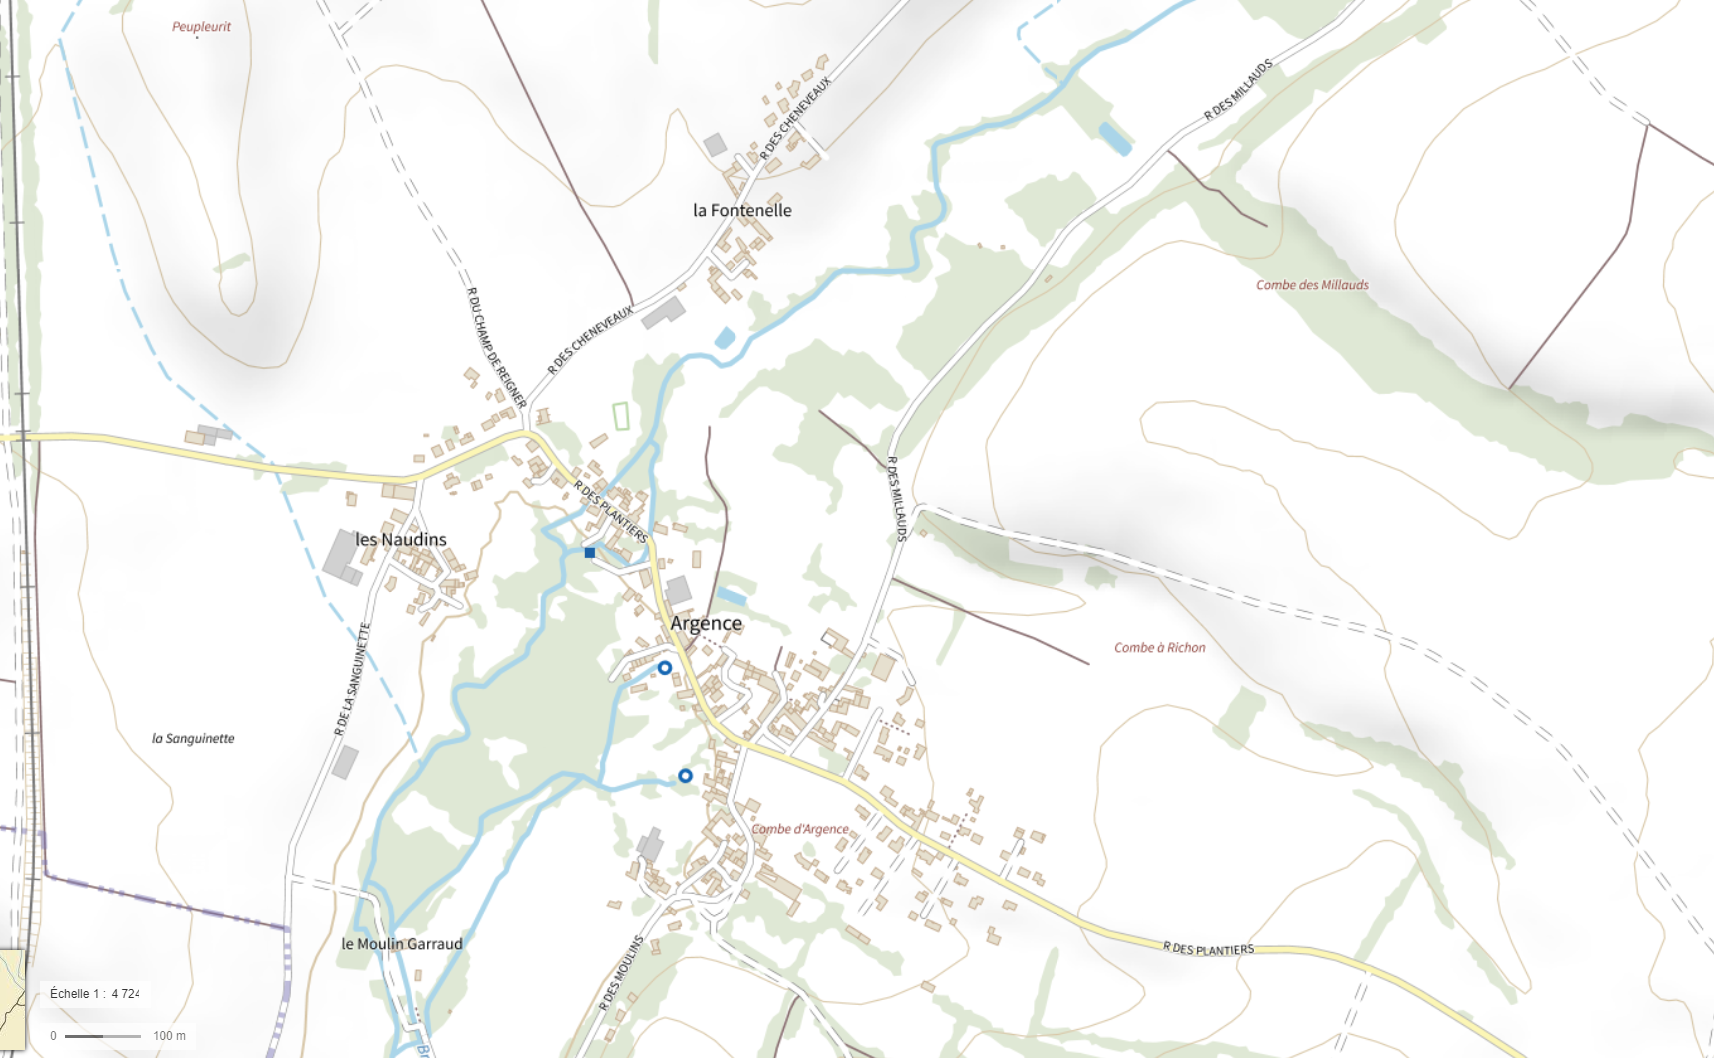 Peupleurit
R DES MILLAUDS
R DES CHENEVEAUX
la Fontenelle
Combe des Millauds
R DU CHAMP DE REIGNER
R DES CHENEVEAUX
R DES MILLAUDS
R DES PLANTIERS
les Naudins
Argence
Combe à Richon
R DE LA SANGUINETTE
la Sanguinette
Combe d'Argence
le Moulin Garraud
R DES MOULINS
R DES PLANTIERS
Échelle 1 : 4 724
0 100 m